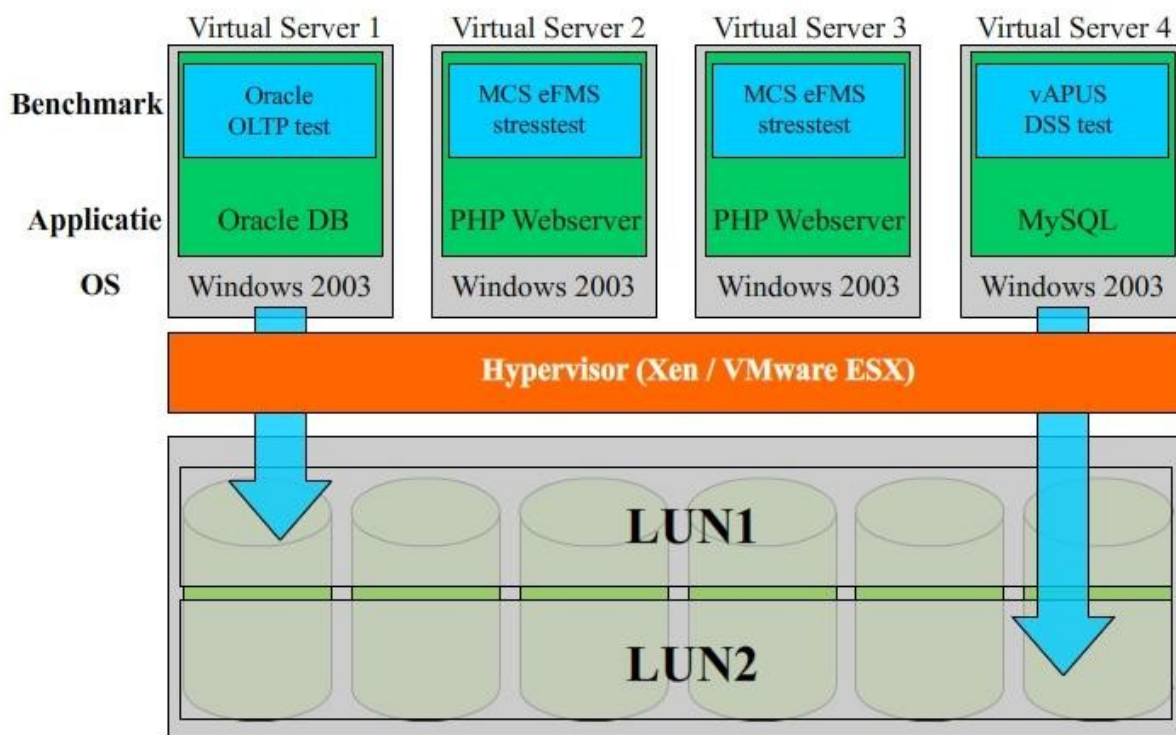 Virtual Server 1
Virtual Server 2
Virtual Server 3
Virtual Server 4
Benchmark
Oracle
OLTP test
MCS eFMS
stresstest
MCS eFMS
stresstest
vAPUS
DSS test
Applicatie
Oracle DB
PHP Webserver
PHP Webserver
MySQL
OS
Windows 2003
Windows 2003
Windows 2003
Windows 2003
Hypervisor (Xen / VMware ESX)
LUN1
LUN2